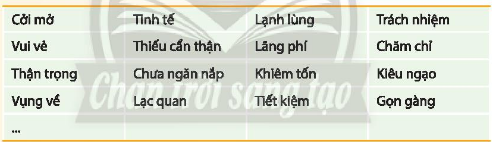 Cởi mở Tinh tế Lạnh lùng Trách nhiệm
Vui vẻ Thiếu cẩn thận Lãng phí Chăm chỉ
Thận trọng Chưa ngăn nắp Khiêm tốn Kiêu ngạo
Vụng về Lạc quan Tiết kiệm Gọn gàng
...
Chân trời sáng tạo